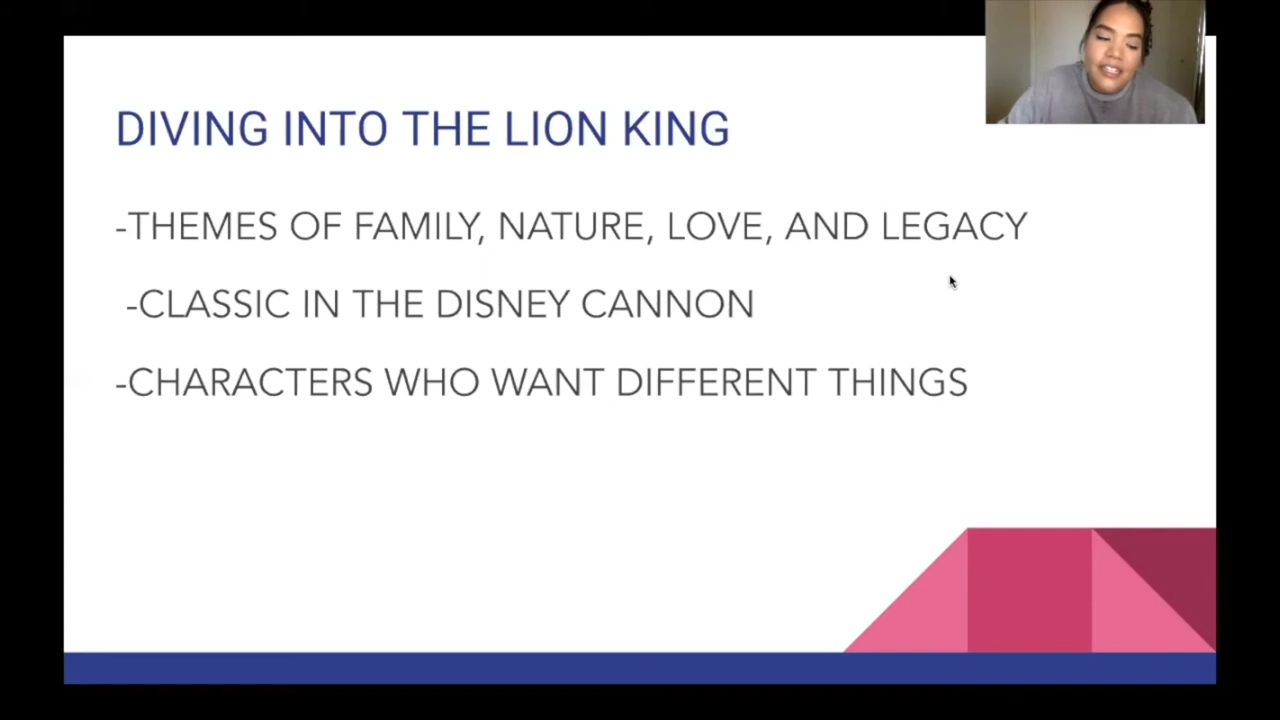 DIVING INTO THE LION KING
-THEMES OF FAMILY, NATURE, LOVE, AND LEGACY
-CLASSIC IN THE DISNEY CANNON
-CHARACTERS WHO WANT DIFFERENT THINGS